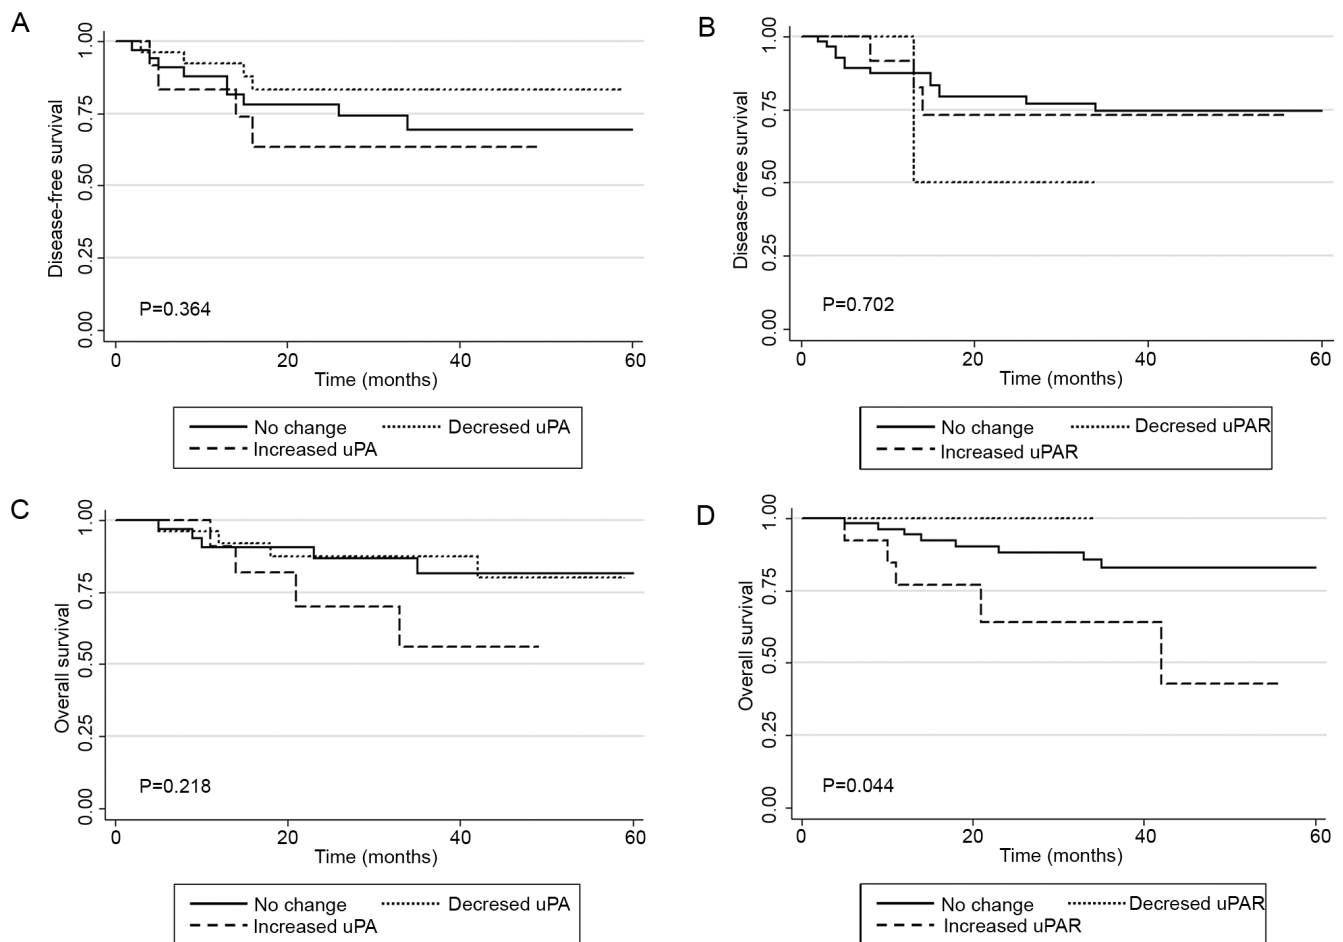 A
Disease-free survival
1.00
0.75
0.50
0.25
0.00
P=0.364
0 20 40 60
Time (months)
No change Decresed uPA
Increased uPA
B
Disease-free survival
1.00
0.75
0.50
0.25
0.00
P=0.702
0 20 40 60
Time (months)
No change Decresed uPAR
Increased uPAR
C
Overall survival
1.00
0.75
0.50
0.25
0.00
P=0.218
0 20 40 60
Time (months)
No change Decresed uPA
Increased uPA
D
Overall survival
1.00
0.75
0.50
0.25
0.00
P=0.044
0 20 40 60
Time (months)
No change Decresed uPAR
Increased uPAR